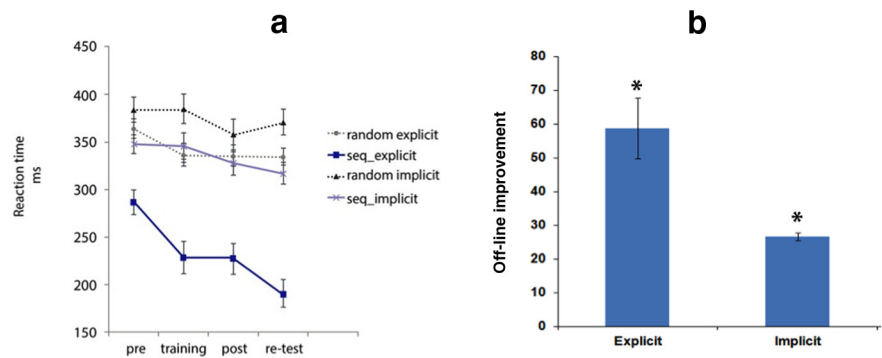 a
450
400
350
300
250
200
150
Reaction time
ms
pre training post re-test
random explicit
seq_explicit
random implicit
seq_implicit
b
80
70
60
50
40
30
20
10
0
Off-line improvement
*
*
Explicit Implicit